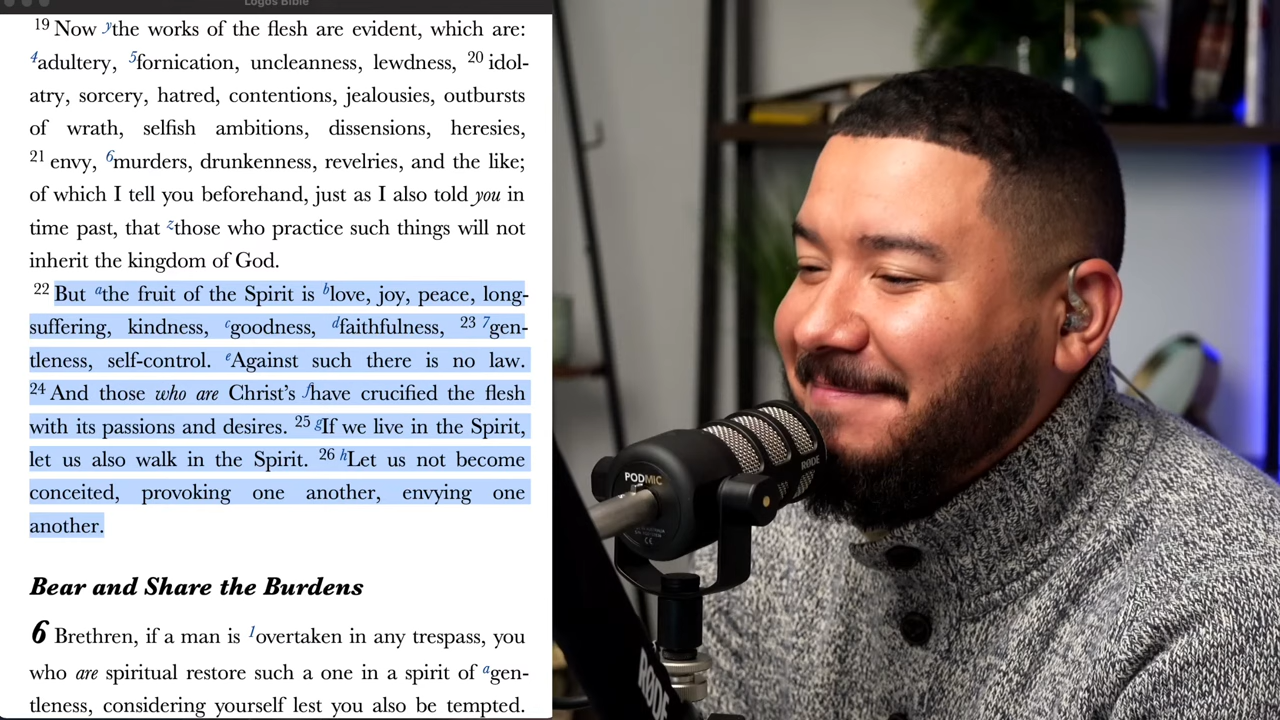 Logos Bible
19 Now ythe works of the flesh are evident, which are:
4adultery, 5fornication, uncleanness, lewdness, 20 idol-
atry, sorcery, hatred, contentions, jealousies, outbursts
of wrath, selfish ambitions, dissensions, heresies,
21 envy, 6murders, drunkenness, revelries, and the like;
of which I tell you beforehand, just as I also told you in
time past, that zthose who practice such things will not
inherit the kingdom of God.
22 But athe fruit of the Spirit is blove, joy, peace, long-
suffering, kindness, cgoodness, dfaithfulness, 23 7gen-
tleness, self-control. eAgainst such there is no law.
24 And those who are Christ’s fhave crucified the flesh
with its passions and desires. 25 gIf we live in the Spirit,
let us also walk in the Spirit. 26 hLet us not become
conceited, provoking one another, envying one
another.
Bear and Share the Burdens
6 Brethren, if a man is 1overtaken in any trespass, you
who are spiritual restore such a one in a spirit of agen-
tleness, considering yourself lest you also be tempted.
PODMIC
RØDE
CE
RØDE